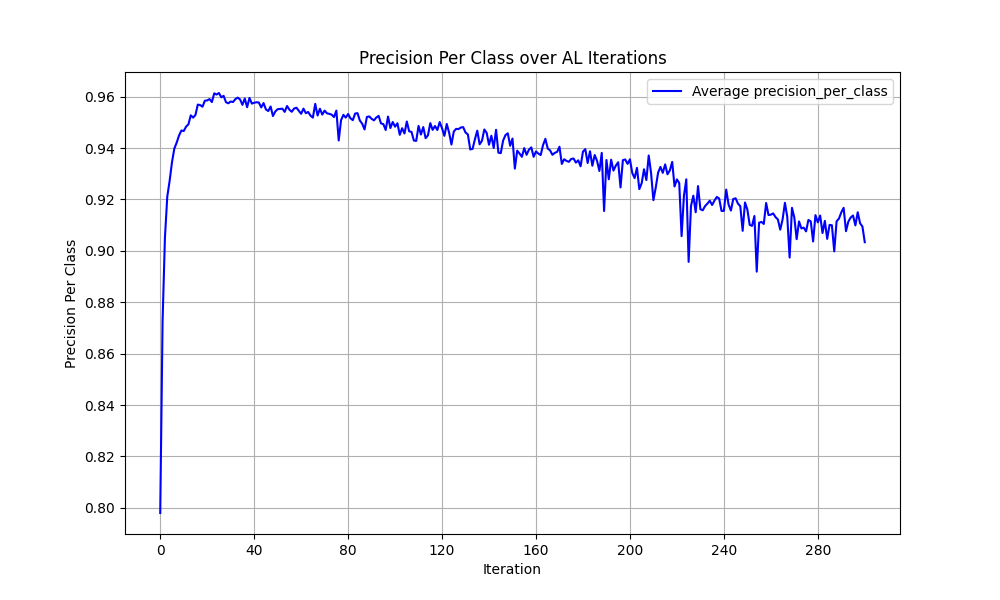 Precision Per Class over AL Iterations
Average precision_per_class
Precision Per Class
0.96
0.94
0.92
0.90
0.88
0.86
0.84
0.82
0.80
0 40 80 120 160 200 240 280
Iteration